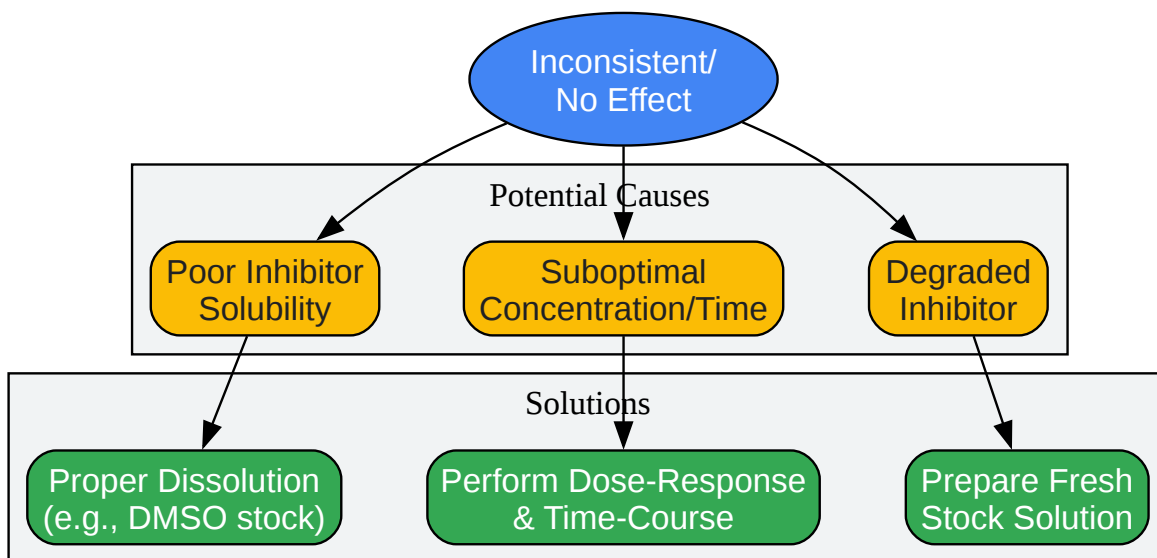 Inconsistent/
No Effect
Potential Causes
Poor Inhibitor
Solubility
Suboptimal
Concentration/Time
Degraded
Inhibitor
Solutions
Proper Dissolution
(e.g., DMSO stock)
Perform Dose-Response
& Time-Course
Prepare Fresh
Stock Solution